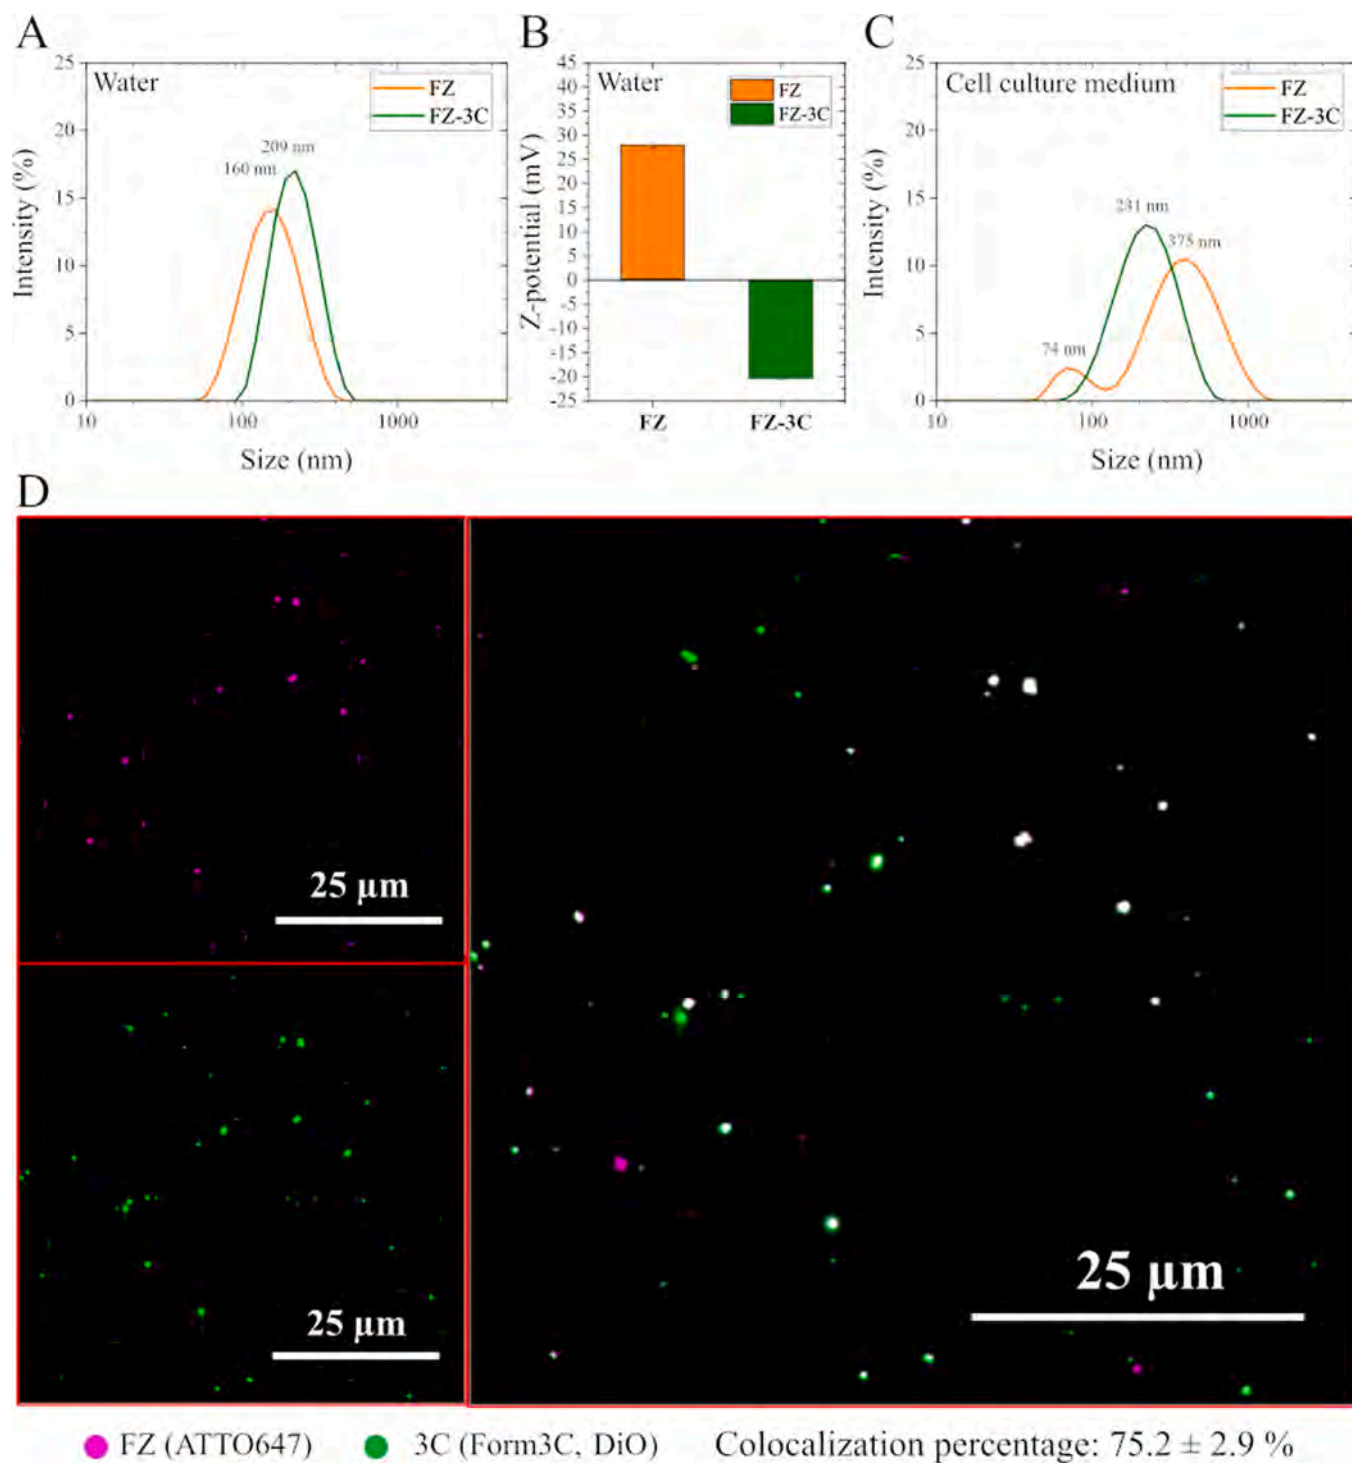 A
Water
FZ
FZ-3C
209 nm
160 nm
25
20
15
10
5
0
Intensity (%)
10
100
1000
Size (nm)
B
Water
FZ
FZ-3C
45
40
35
30
25
20
15
10
5
0
-5
-10
-15
-20
-25
Z-potential (mV)
FZ
FZ-3C
C
Cell culture medium
FZ
FZ-3C
231 nm
375 nm
74 nm
25
20
15
10
5
0
Intensity (%)
10
100
1000
Size (nm)
D
25 μm
25 μm
25 μm
FZ (ATTO647)
3C (Form3C, DiO)
Colocalization percentage: 75.2 ± 2.9 %